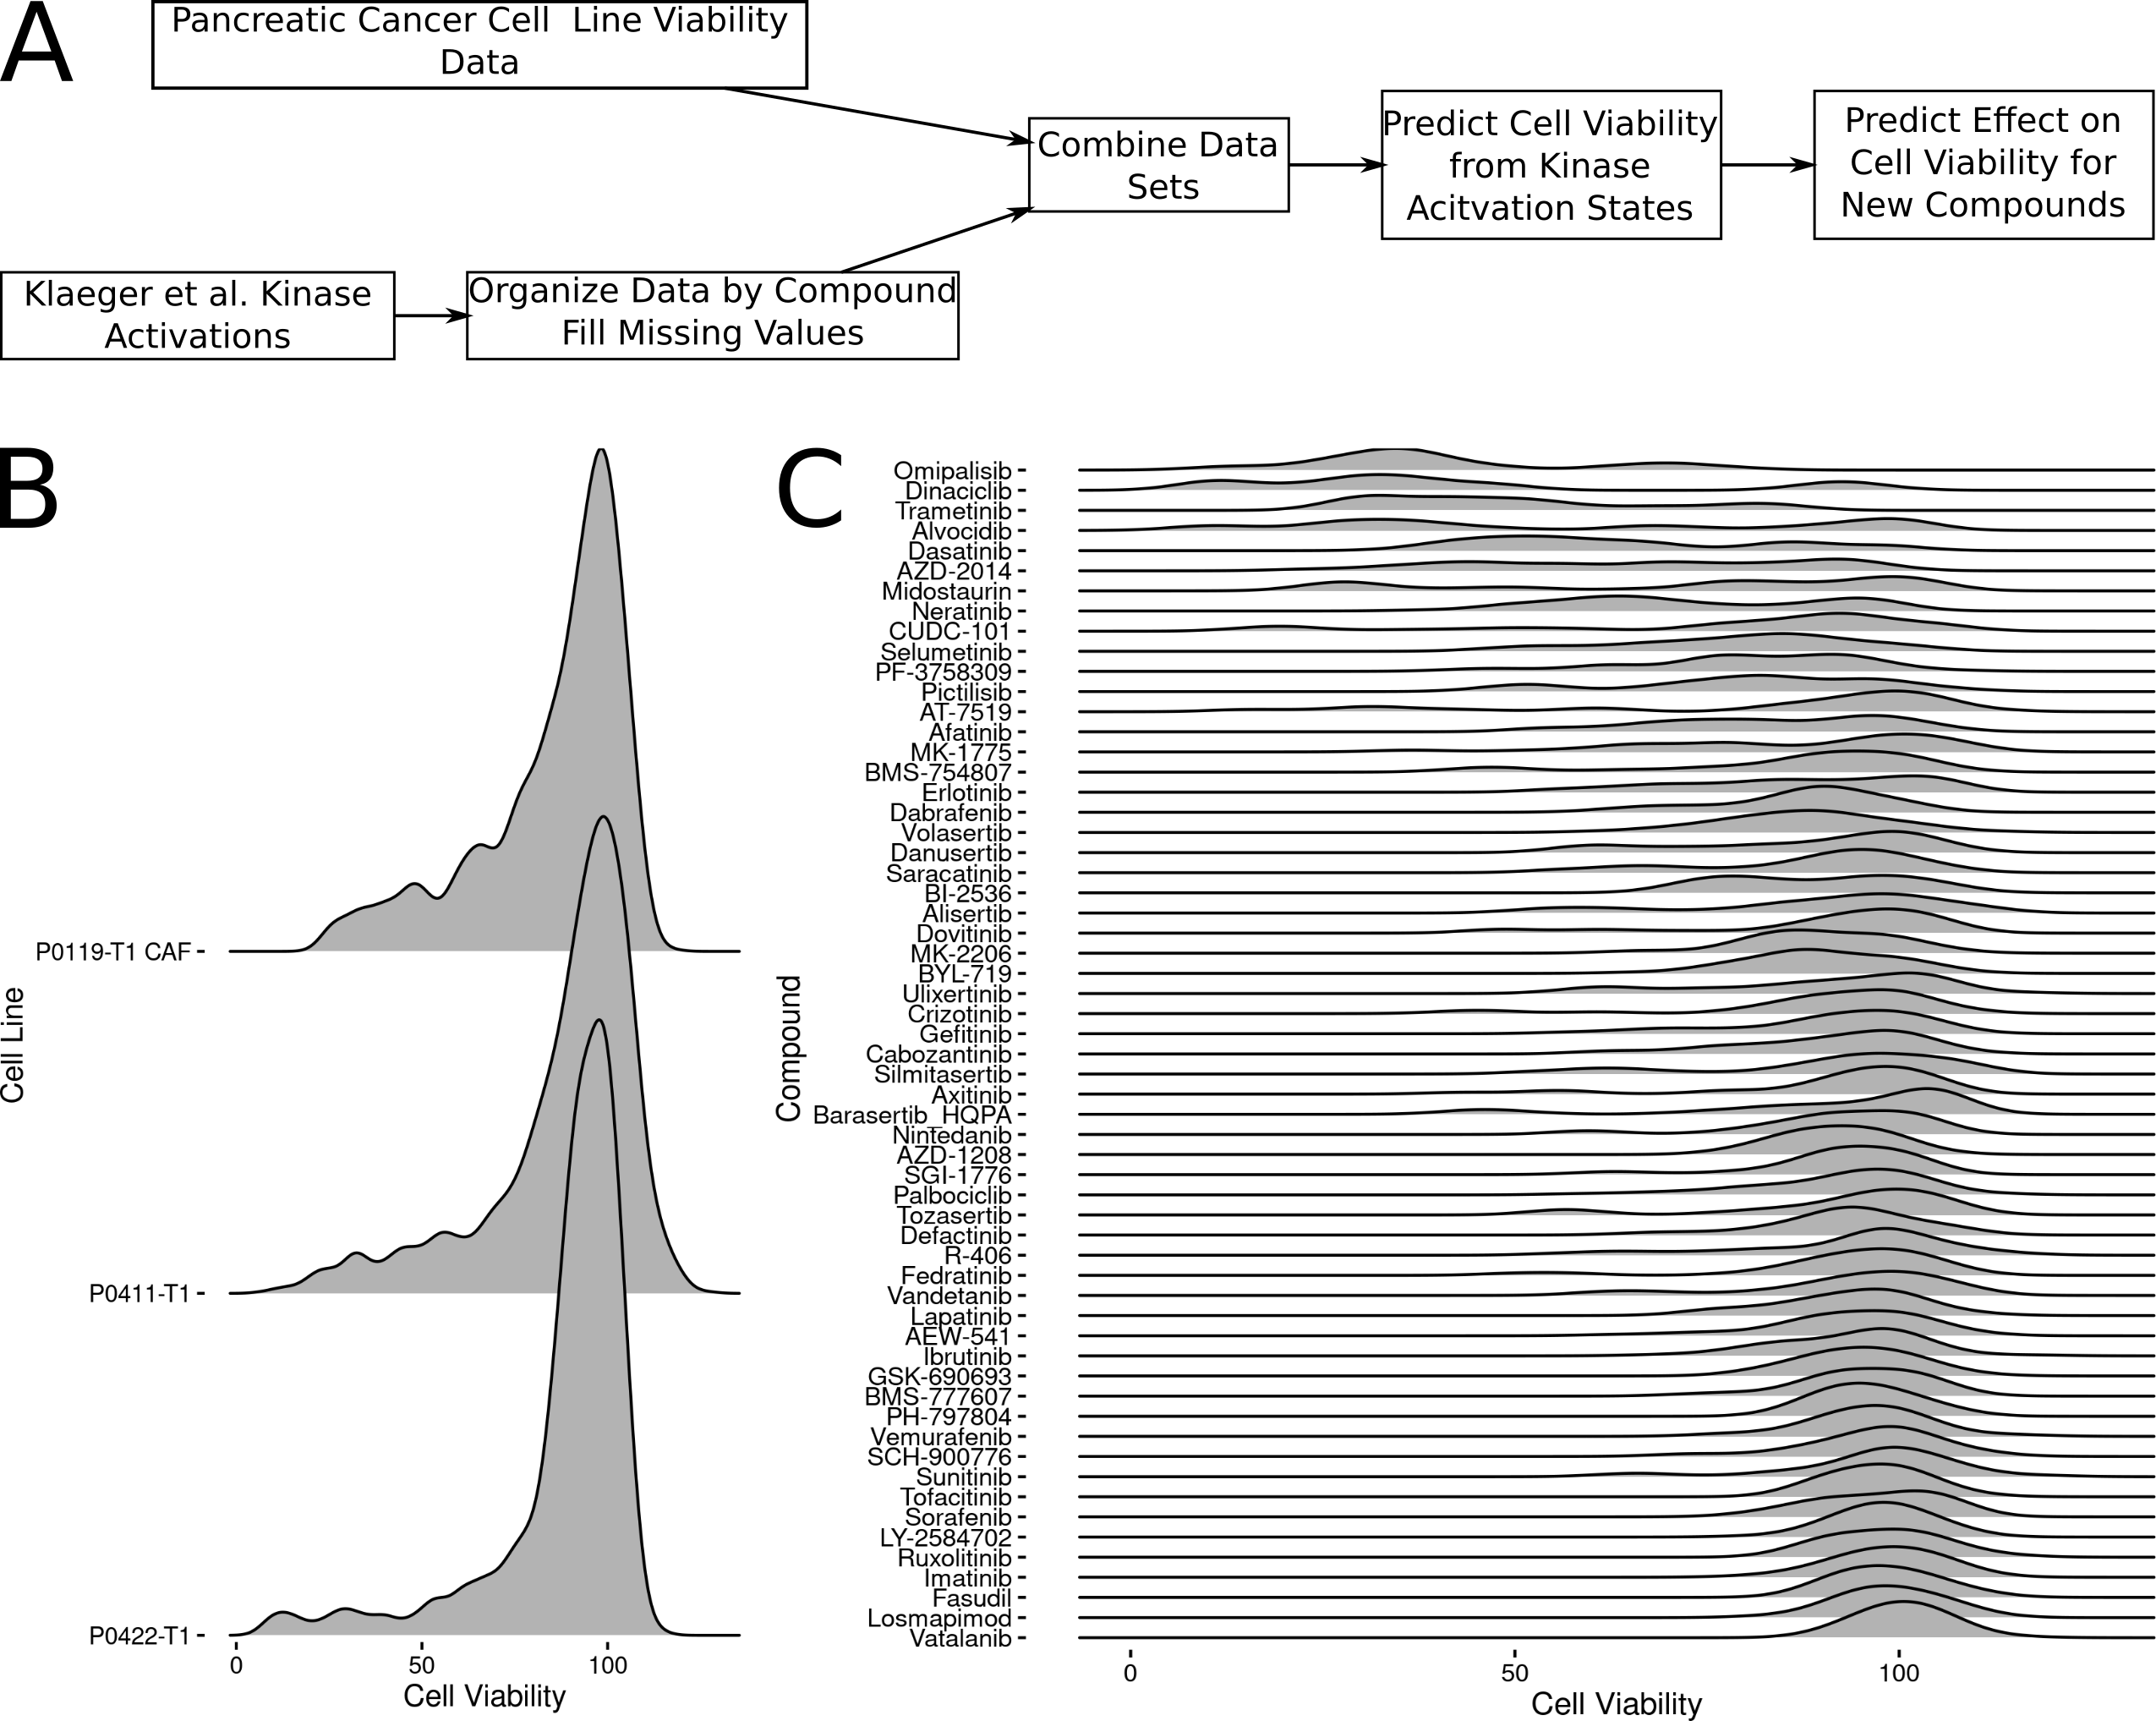 A
Pancreatic Cancer Cell Line Viability
Data
Klaeger et al. Kinase
Activations
Organize Data by Compound
Fill Missing Values
Combine Data
Sets
Predict Cell Viability
from Kinase
Acitvation States
Predict Effect on
Cell Viability for
New Compounds
B
Cell Line
P0119-T1 CAF
P0411-T1
P0422-T1
0 50 100
Cell Viability
C
Compound
Omipalisib
Dinaciclib
Trametinib
Alvocidib
Dasatinib
AZD-2014
Midostaurin
Neratinib
CUDC-101
Selumetinib
PF-3758309
Pictilisib
AT-7519
Afatinib
MK-1775
BMS-754807
Erlotinib
Dabrafenib
Volasertib
Danusertib
Saracatinib
BI-2536
Alisertib
Dovitinib
MK-2206
BYL-719
Ulixertinib
Crizotinib
Gefitinib
Cabozantinib
Silmitasertib
Axitinib
Barasertib_HQPA
Nintedanib
AZD-1208
SGI-1776
Palbociclib
Tozasertib
Defactinib
R-406
Fedratinib
Vandetanib
Lapatinib
AEW-541
Ibrutinib
GSK-690693
BMS-777607
PH-797804
Vemurafenib
SCH-900776
Sunitinib
Tofacitinib
Sorafenib
LY-2584702
Ruxolitinib
Imatinib
Fasudil
Losmapimod
Vatalanib
0 50 100
Cell Viability